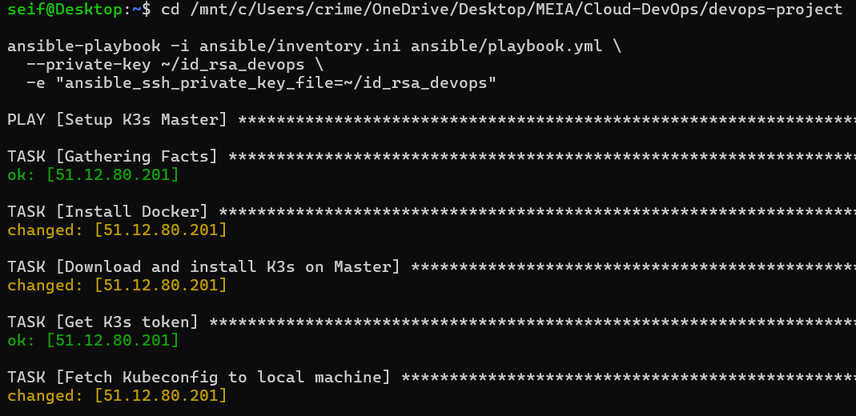 seif@Desktop:~$ cd /mnt/c/Users/crime/OneDrive/Desktop/MEIA/Cloud-DevOps/devops-project
ansible-playbook -i ansible/inventory.ini ansible/playbook.yml \
  --private-key ~/id_rsa_devops \
  -e "ansible_ssh_private_key_file=~/id_rsa_devops"
PLAY [Setup K3s Master] *****************************************************************
TASK [Gathering Facts] ******************************************************************
ok: [51.12.80.201]
TASK [Install Docker] *******************************************************************
changed: [51.12.80.201]
TASK [Download and install K3s on Master] ***********************************************
changed: [51.12.80.201]
TASK [Get K3s token] ********************************************************************
ok: [51.12.80.201]
TASK [Fetch Kubeconfig to local machine] ************************************************
changed: [51.12.80.201]